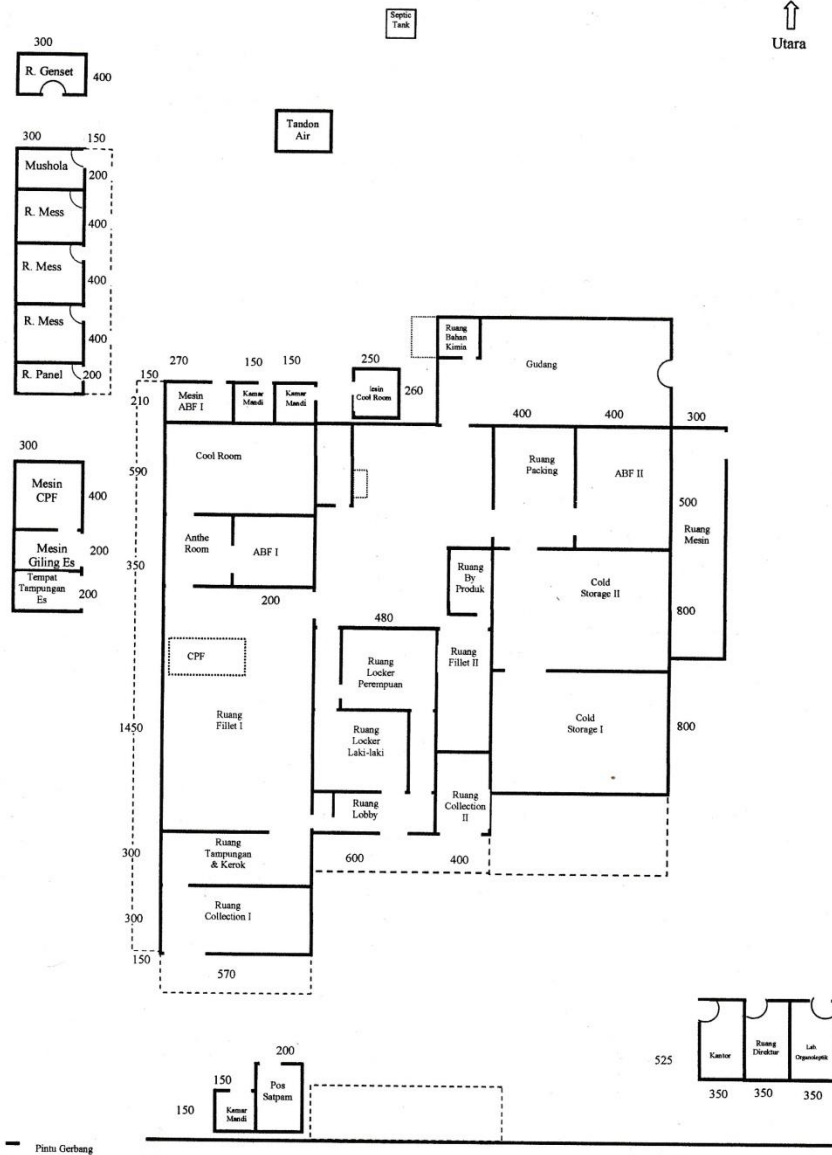 Septic
Tank
Utara
300
R. Genset
400
Tandon
Air
300
150
Mushola
200
R. Mess
400
R. Mess
400
R. Mess
400
R. Panel
200
Ruang
Bahan
Kimia
Gudang
150
270
150
150
250
210
Mesin
ABF I
Kamar
Mandi
Kamar
Mandi
Mesin
Cool Room
260
400
400
300
590
Cool Room
Ruang
Packing
ABF II
300
Mesin
CPF
400
500
Ruang
Mesin
Mesin
Giling Es
200
Tempat
Tampungan
Es
200
350
Anthe
Room
ABF I
200
Ruang
By
Produk
Cold
Storage II
800
480
CPF
Ruang
Locker
Perempuan
Ruang
Fillet II
1450
Ruang
Fillet I
Ruang
Locker
Laki-laki
Cold
Storage I
800
Ruang
Lobby
Ruang
Collection
II
300
Ruang
Tampungan
& Kerok
600
400
300
Ruang
Collection I
150
570
525
Kantor
Ruang
Direktur
Lab.
Organoleptik
350
350
350
200
150
150
Kamar
Mandi
Pos
Satpam
Pintu Gerbang